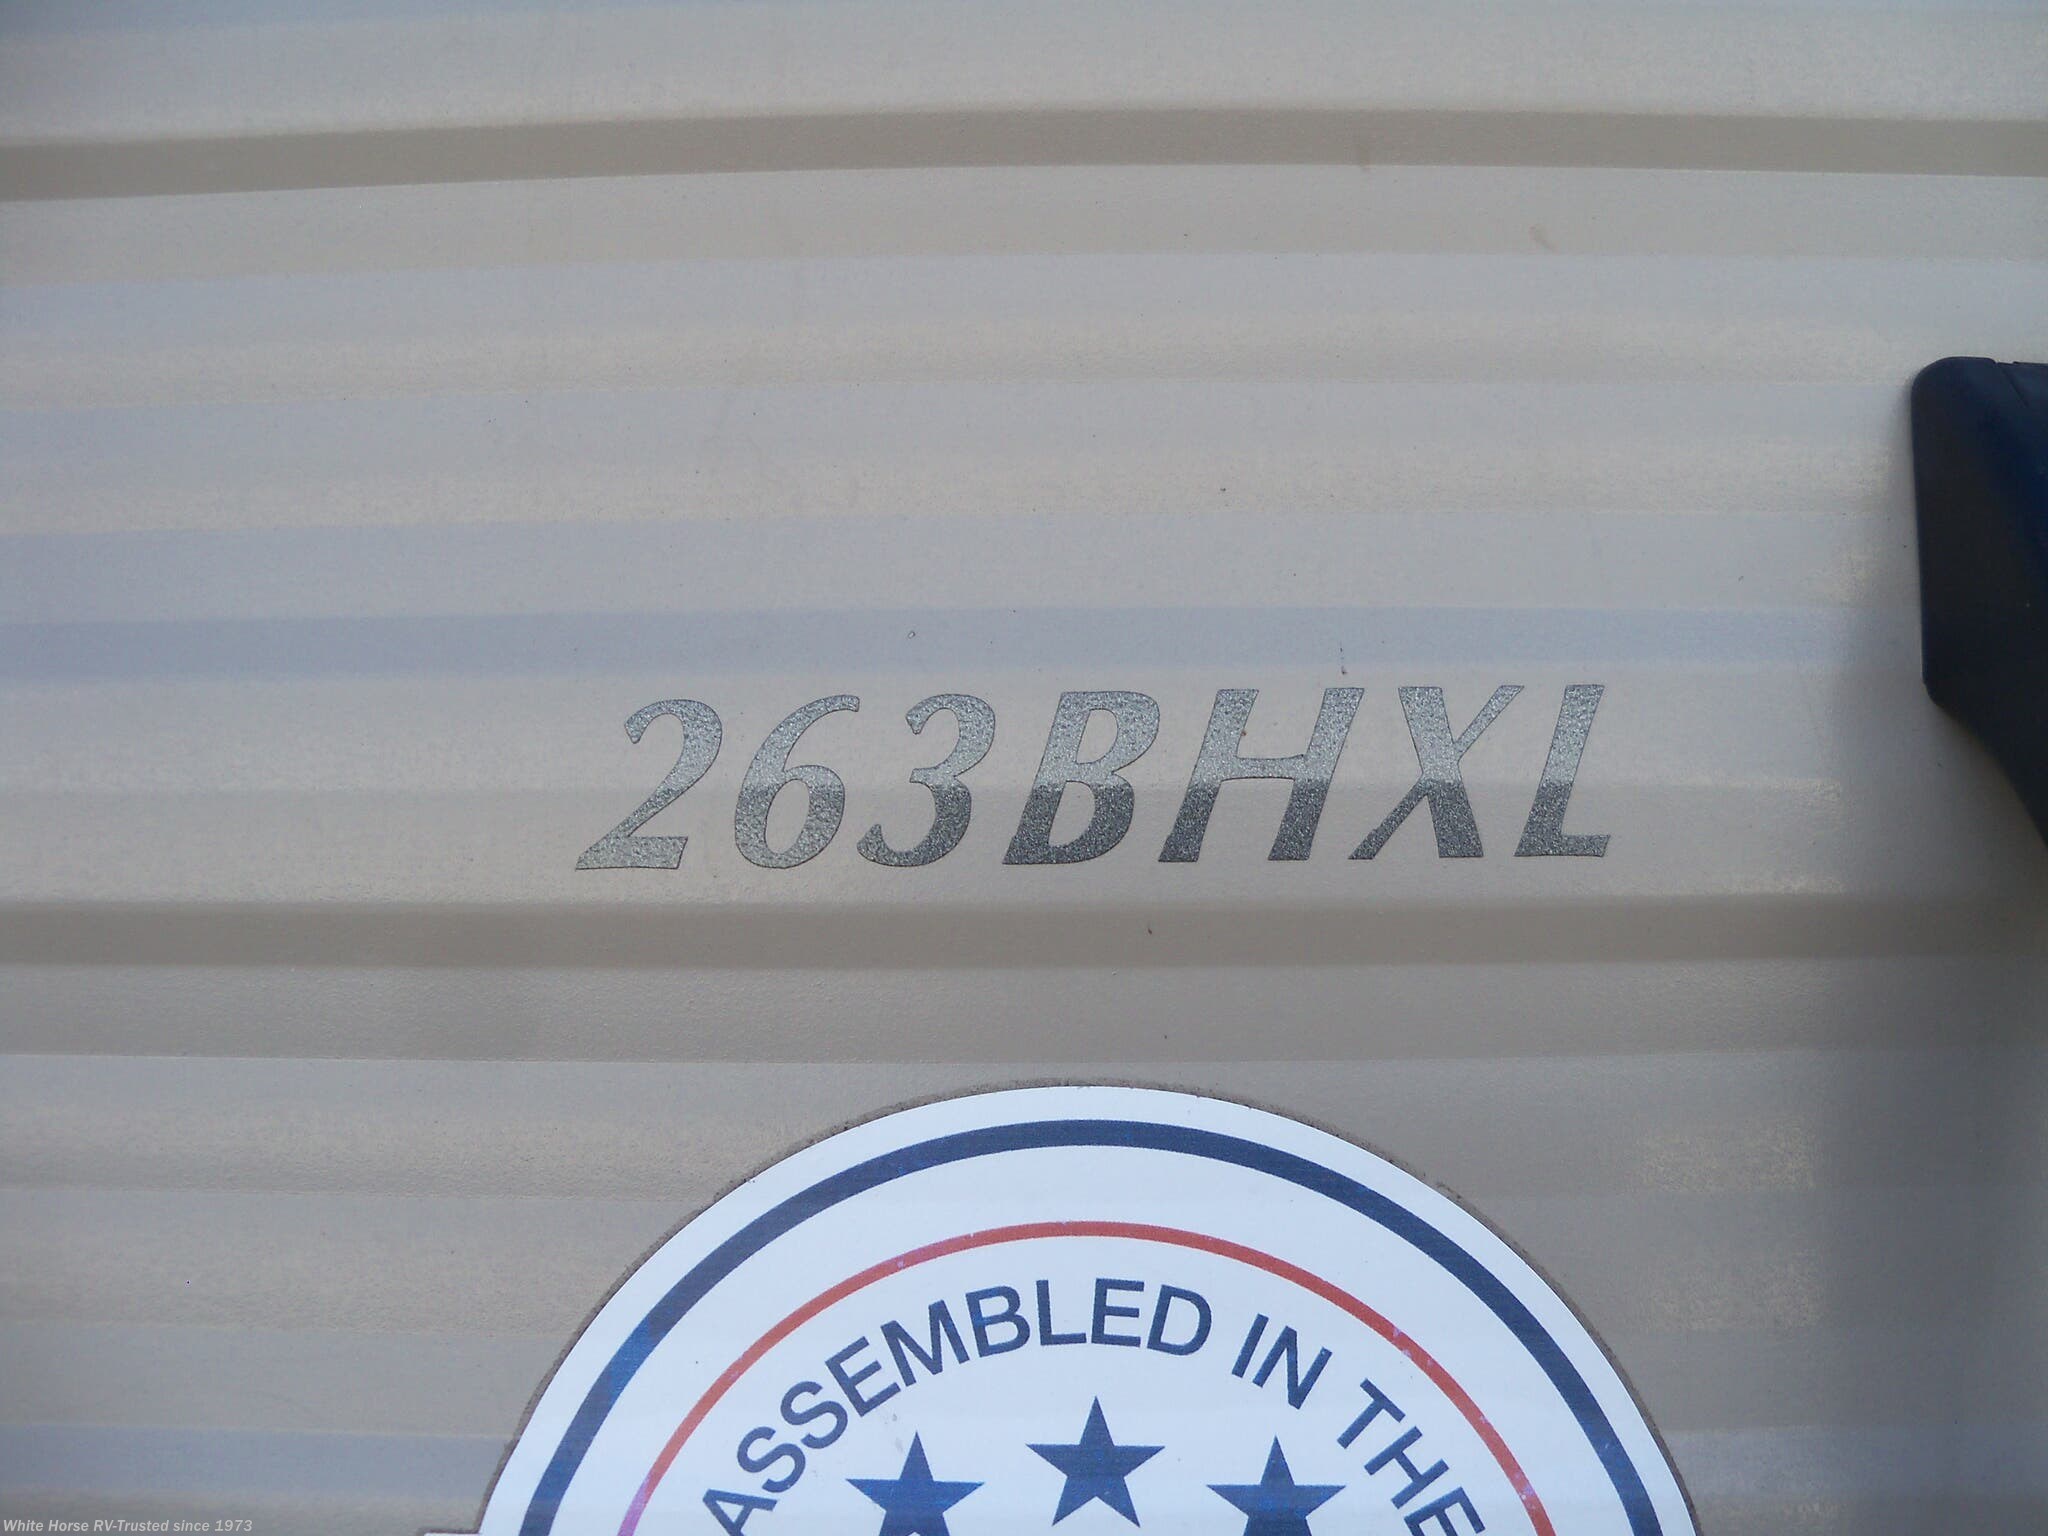 263BHXL
ASSEMBLED IN THE
White Horse RV-Trusted since 1973